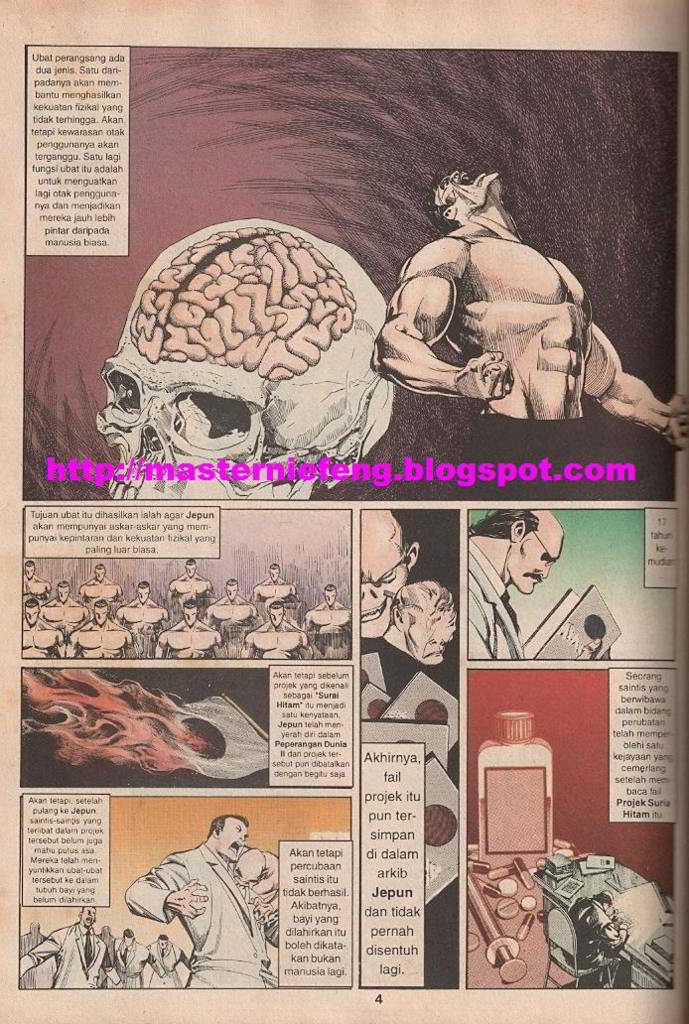 Ubat perangsang ada
dua jenis. Satu dari-
padanya akan mem-
bantu menghasilkan
kekuatan fizikal yang
tidak terhingga. Akan
tetapi kewarasan otak
penggunanya akan
terganggu. Satu lagi
fungsi ubat itu adalah
untuk menguatkan
lagi otak pengguna-
nya dan menjadikan
mereka jauh lebih
pintar daripada
manusia biasa.
http://masterniefeng.blogspot.com
Tujuan ubat itu dihasilkan ialah agar Jepun
akan mempunyai askar-askar yang mem-
punyai kepintaran dan kekuatan fizikal yang
paling luar biasa.
Akan tetapi sebelum
projek yang dikenali
sebagai "Surai
Hitam" itu menjadi
satu kenyataan,
Jepun telah men-
yerah diri dalam
Peperangan Dunia
II dan projek ter-
sebut pun dibatalkan
dengan begitu saja.
Akan tetapi, setelah
pulang ke Jepun
saintis-saintis yang
terlibat dalam projek
tersebut belum juga
mahu putus asa.
Mereka telah men-
yuntikkan ubat-ubat
tersebut ke dalam
tubuh bayi yang
belum dilahirkan.
Akan tetapi
percubaan
saintis itu
tidak berhasil.
Akibatnya,
bayi yang
dilahirkan itu
boleh dikata-
kan bukan
manusia lagi.
Akhirnya,
fail
projek itu
pun ter-
simpan
di dalam
arkib
Jepun
dan tidak
pernah
disentuh
lagi.
17
tahun
ke-
mudian
Seorang
saintis yang
berwibawa
dalam bidang
perubatan
telah memper-
olehi satu
kejayaan yang
cemerlang
setelah mem-
baca fail
Projek Suria
Hitam itu.
4